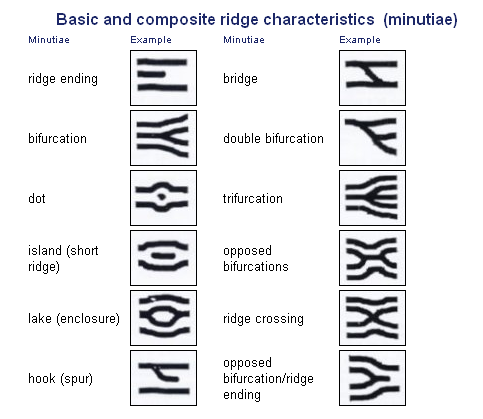 Basic and composite ridge characteristics (minutiae)
Minutiae Example Minutiae Example
ridge ending
bridge
bifurcation
double bifurcation
dot
trifurcation
island (short
ridge)
opposed
bifurcations
lake (enclosure)
ridge crossing
hook (spur)
opposed
bifurcation/ridge
ending